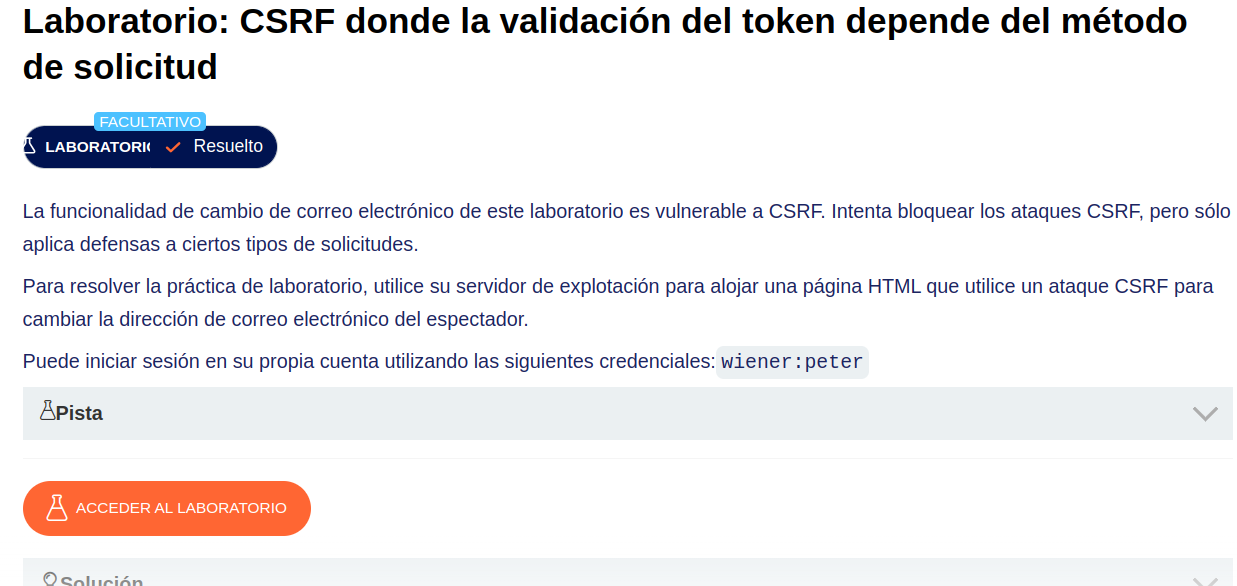 Laboratorio: CSRF donde la validación del token depende del método
de solicitud
FACULTATIVO
LABORATORIO Resuelto
La funcionalidad de cambio de correo electrónico de este laboratorio es vulnerable a CSRF. Intenta bloquear los ataques CSRF, pero sólo
aplica defensas a ciertos tipos de solicitudes.
Para resolver la práctica de laboratorio, utilice su servidor de explotación para alojar una página HTML que utilice un ataque CSRF para
cambiar la dirección de correo electrónico del espectador.
Puede iniciar sesión en su propia cuenta utilizando las siguientes credenciales: wiener:peter
Pista
ACCEDER AL LABORATORIO
Solución